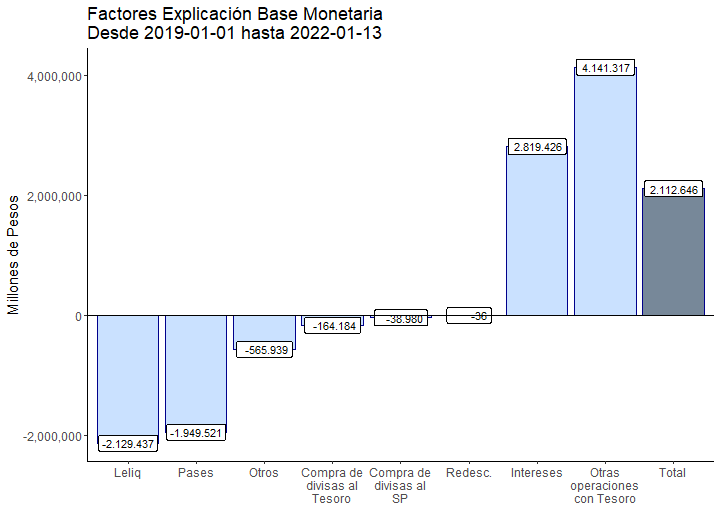 Factores Explicación Base Monetaria
Desde 2019-01-01 hasta 2022-01-13
Millones de Pesos
4,000,000
2,000,000
0
-2,000,000
-2.129.437
-1.949.521
-565.939
-164.184
-38.980
-36
2.819.426
4.141.317
2.112.646
Leliq
Pases
Otros
Compra de
divisas al
Tesoro
Compra de
divisas al
SP
Redesc.
Intereses
Otras
operaciones
con Tesoro
Total